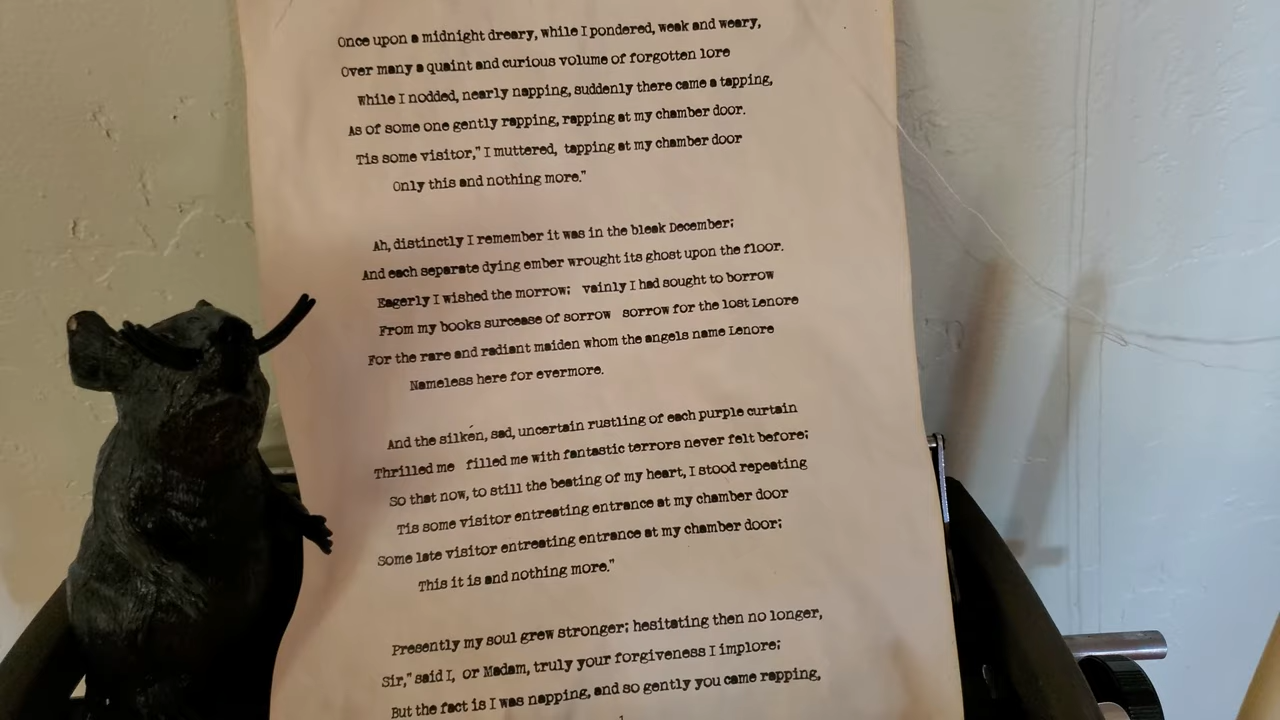 Once upon a midnight dreary, while I pondered, weak and weary,
Over many a quaint and curious volume of forgotten lore
While I nodded, nearly napping, suddenly there came a tapping,
As of some one gently rapping, rapping at my chamber door.
Tis some visitor," I muttered, tapping at my chamber door
Only this and nothing more."
Ah, distinctly I remember it was in the bleak December;
And each separate dying ember wrought its ghost upon the floor.
Eagerly I wished the morrow; vainly I had sought to borrow
From my books surcease of sorrow sorrow for the lost Lenore
For the rare and radiant maiden whom the angels name Lenore
Nameless here for evermore.
And the silken, sad, uncertain rustling of each purple curtain
Thrilled me filled me with fantastic terrors never felt before;
So that now, to still the beating of my heart, I stood repeating
Tis some visitor entreating entrance at my chamber door
Some late visitor entreating entrance at my chamber door;
This it is and nothing more."
Presently my soul grew stronger; hesitating then no longer,
Sir," said I, or Madam, truly your forgiveness I implore;
But the fact is I was napping, and so gently you came rapping,